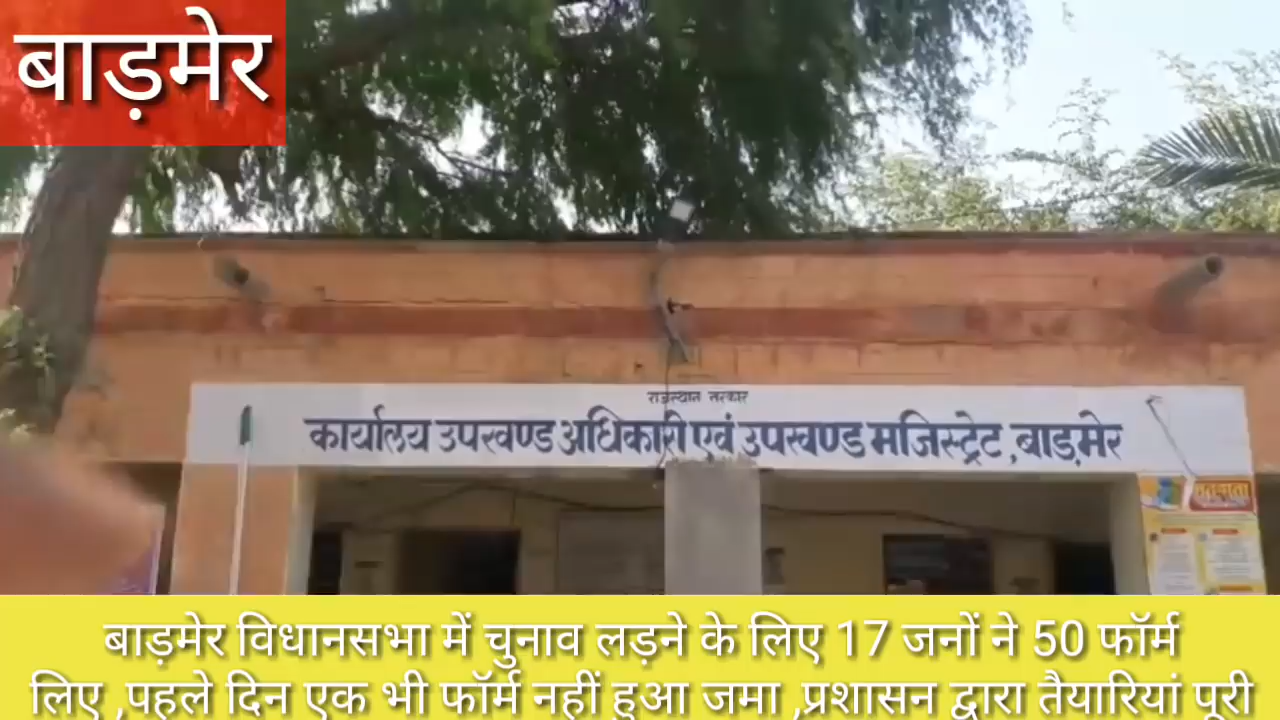 बाड़मेर
राजस्थान सरकार
कार्यालय उपखण्ड अधिकारी एवं उपखण्ड मजिस्ट्रेट ,बाड़मेर
बाड़मेर विधानसभा में चुनाव लड़ने के लिए 17 जनों ने 50 फॉर्म
लिए ,पहले दिन एक भी फॉर्म नहीं हुआ जमा ,प्रशासन द्वारा तैयारियां पूरी